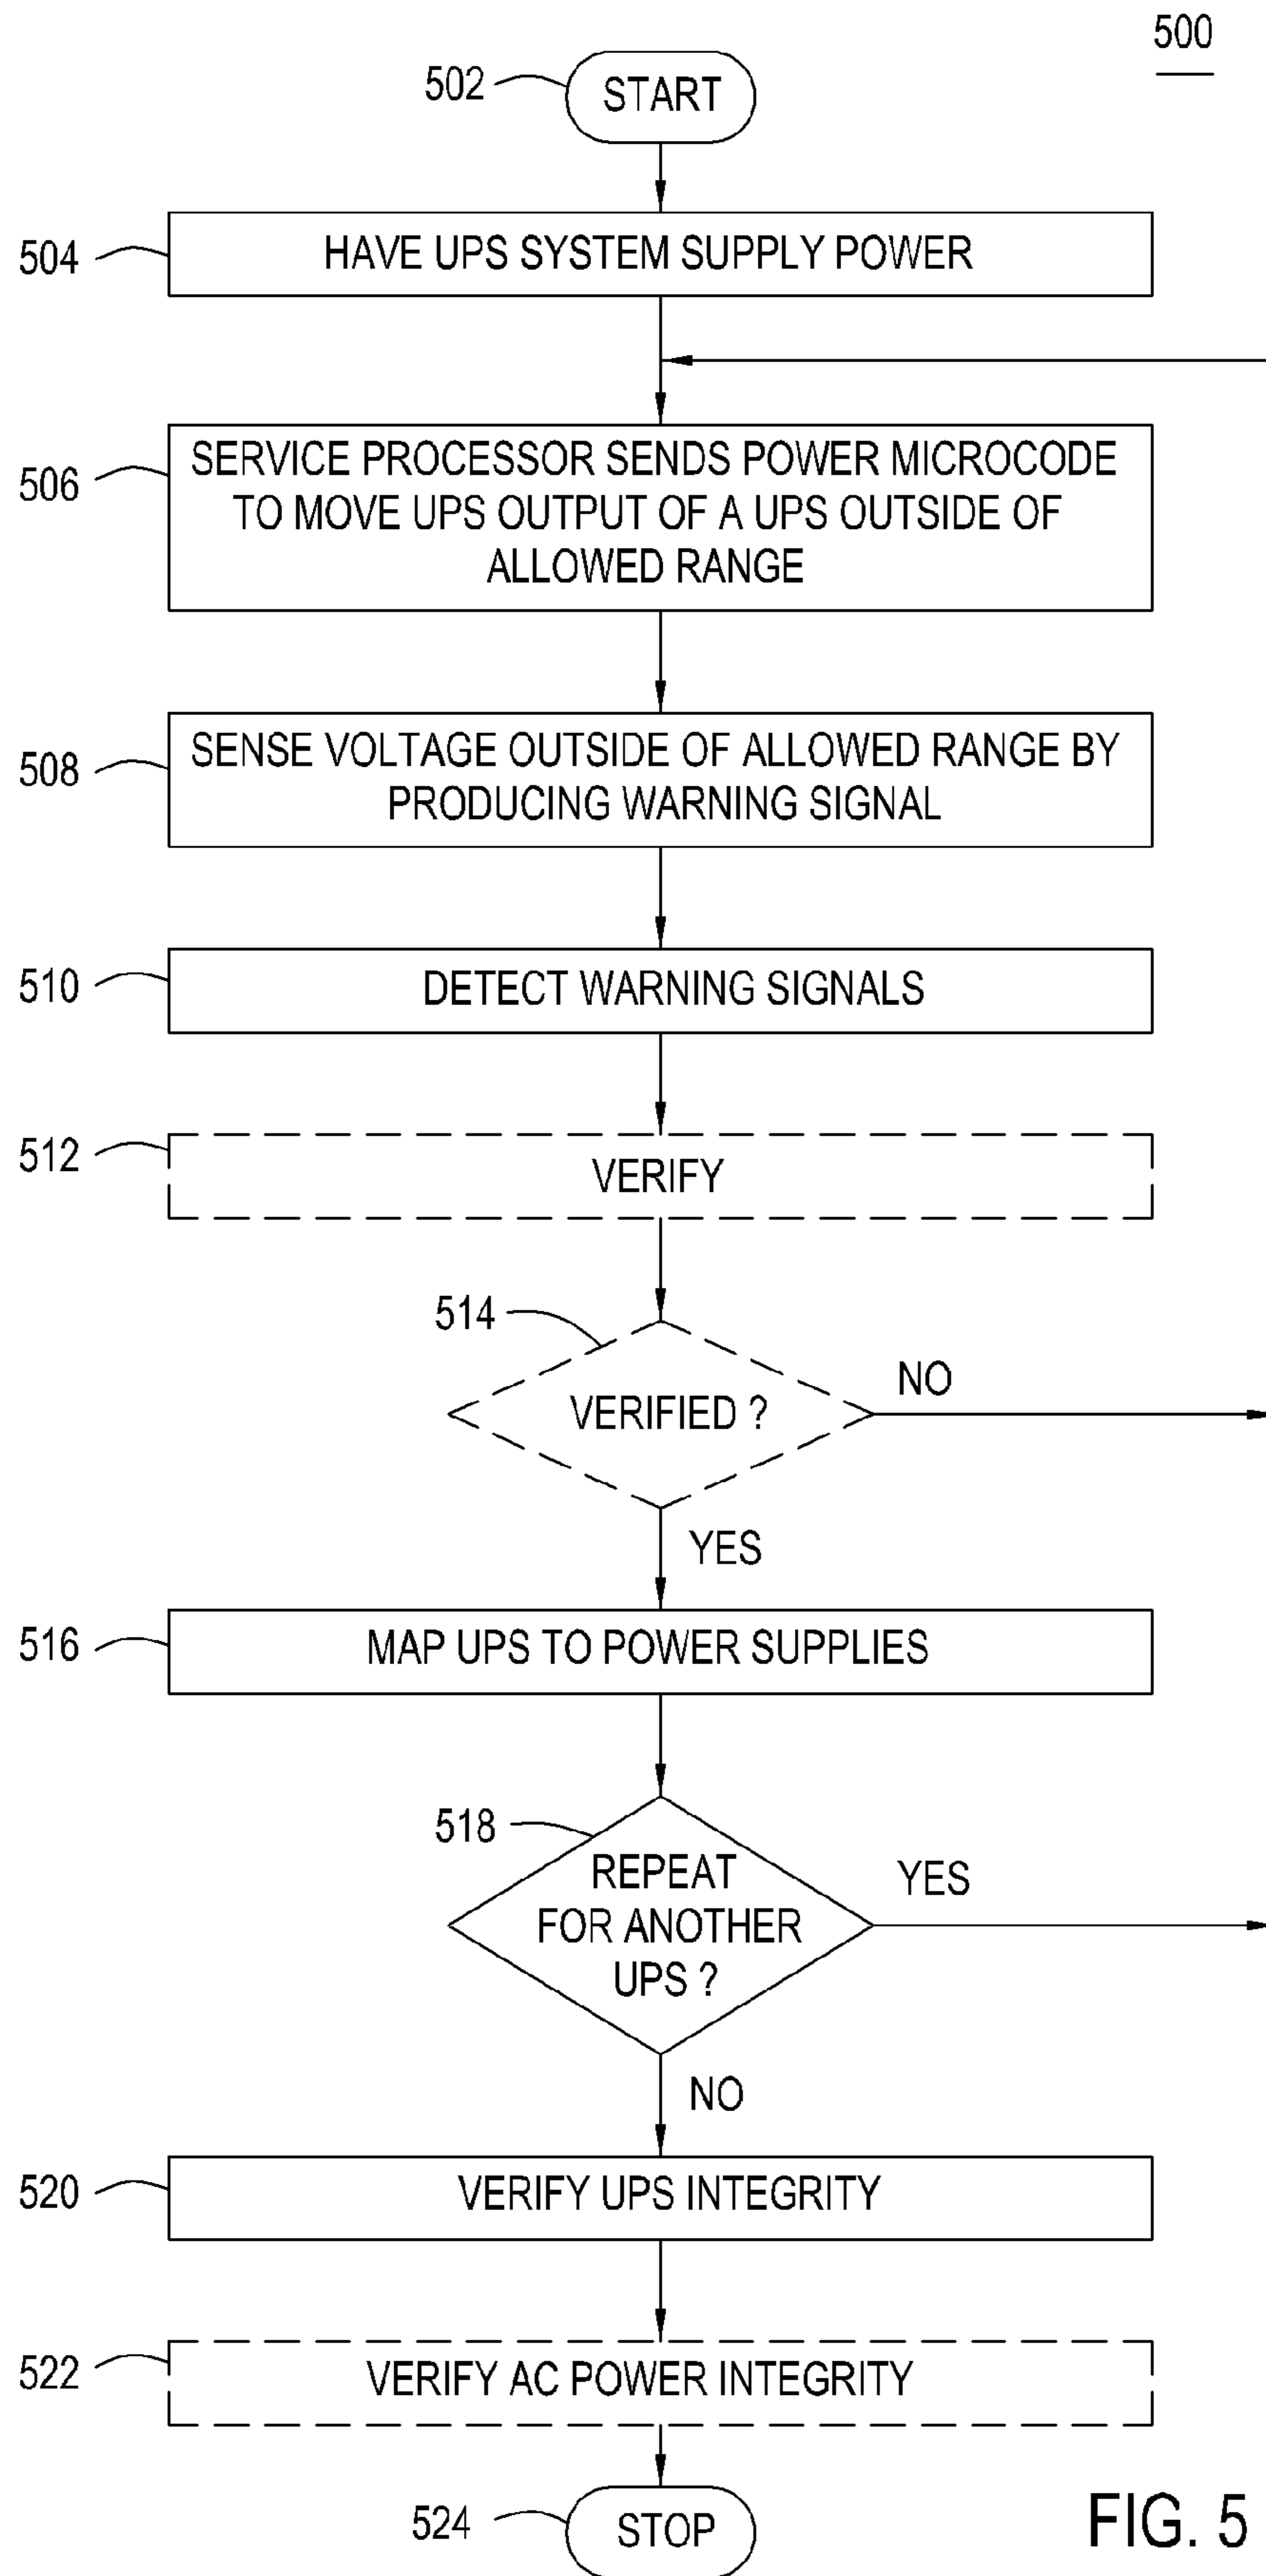 500
502
START
504
HAVE UPS SYSTEM SUPPLY POWER
506
SERVICE PROCESSOR SENDS POWER MICROCODE
TO MOVE UPS OUTPUT OF A UPS OUTSIDE OF
ALLOWED RANGE
508
SENSE VOLTAGE OUTSIDE OF ALLOWED RANGE BY
PRODUCING WARNING SIGNAL
510
DETECT WARNING SIGNALS
512
VERIFY
514
VERIFIED ?
NO
YES
516
MAP UPS TO POWER SUPPLIES
518
REPEAT
FOR ANOTHER
UPS ?
YES
NO
520
VERIFY UPS INTEGRITY
522
VERIFY AC POWER INTEGRITY
524
STOP
FIG. 5